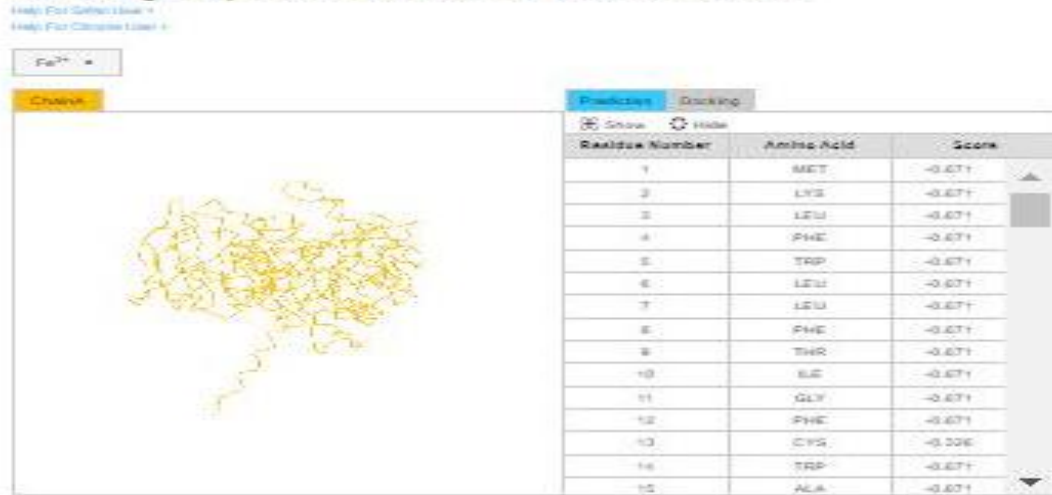 Help For Safari User
Help For Chrome User
Fe²⁺
ChainA
Prediction Docking
Show Hide
Residue Number Amino Acid Score
1 MET -0.671
2 LYS -0.671
3 LEU -0.671
4 PHE -0.671
5 TRP -0.671
6 LEU -0.671
7 LEU -0.671
8 PHE -0.671
9 THR -0.671
10 ILE -0.671
11 GLY -0.671
12 PHE -0.671
13 CYS -0.326
14 TRP -0.671
15 ALA -0.671